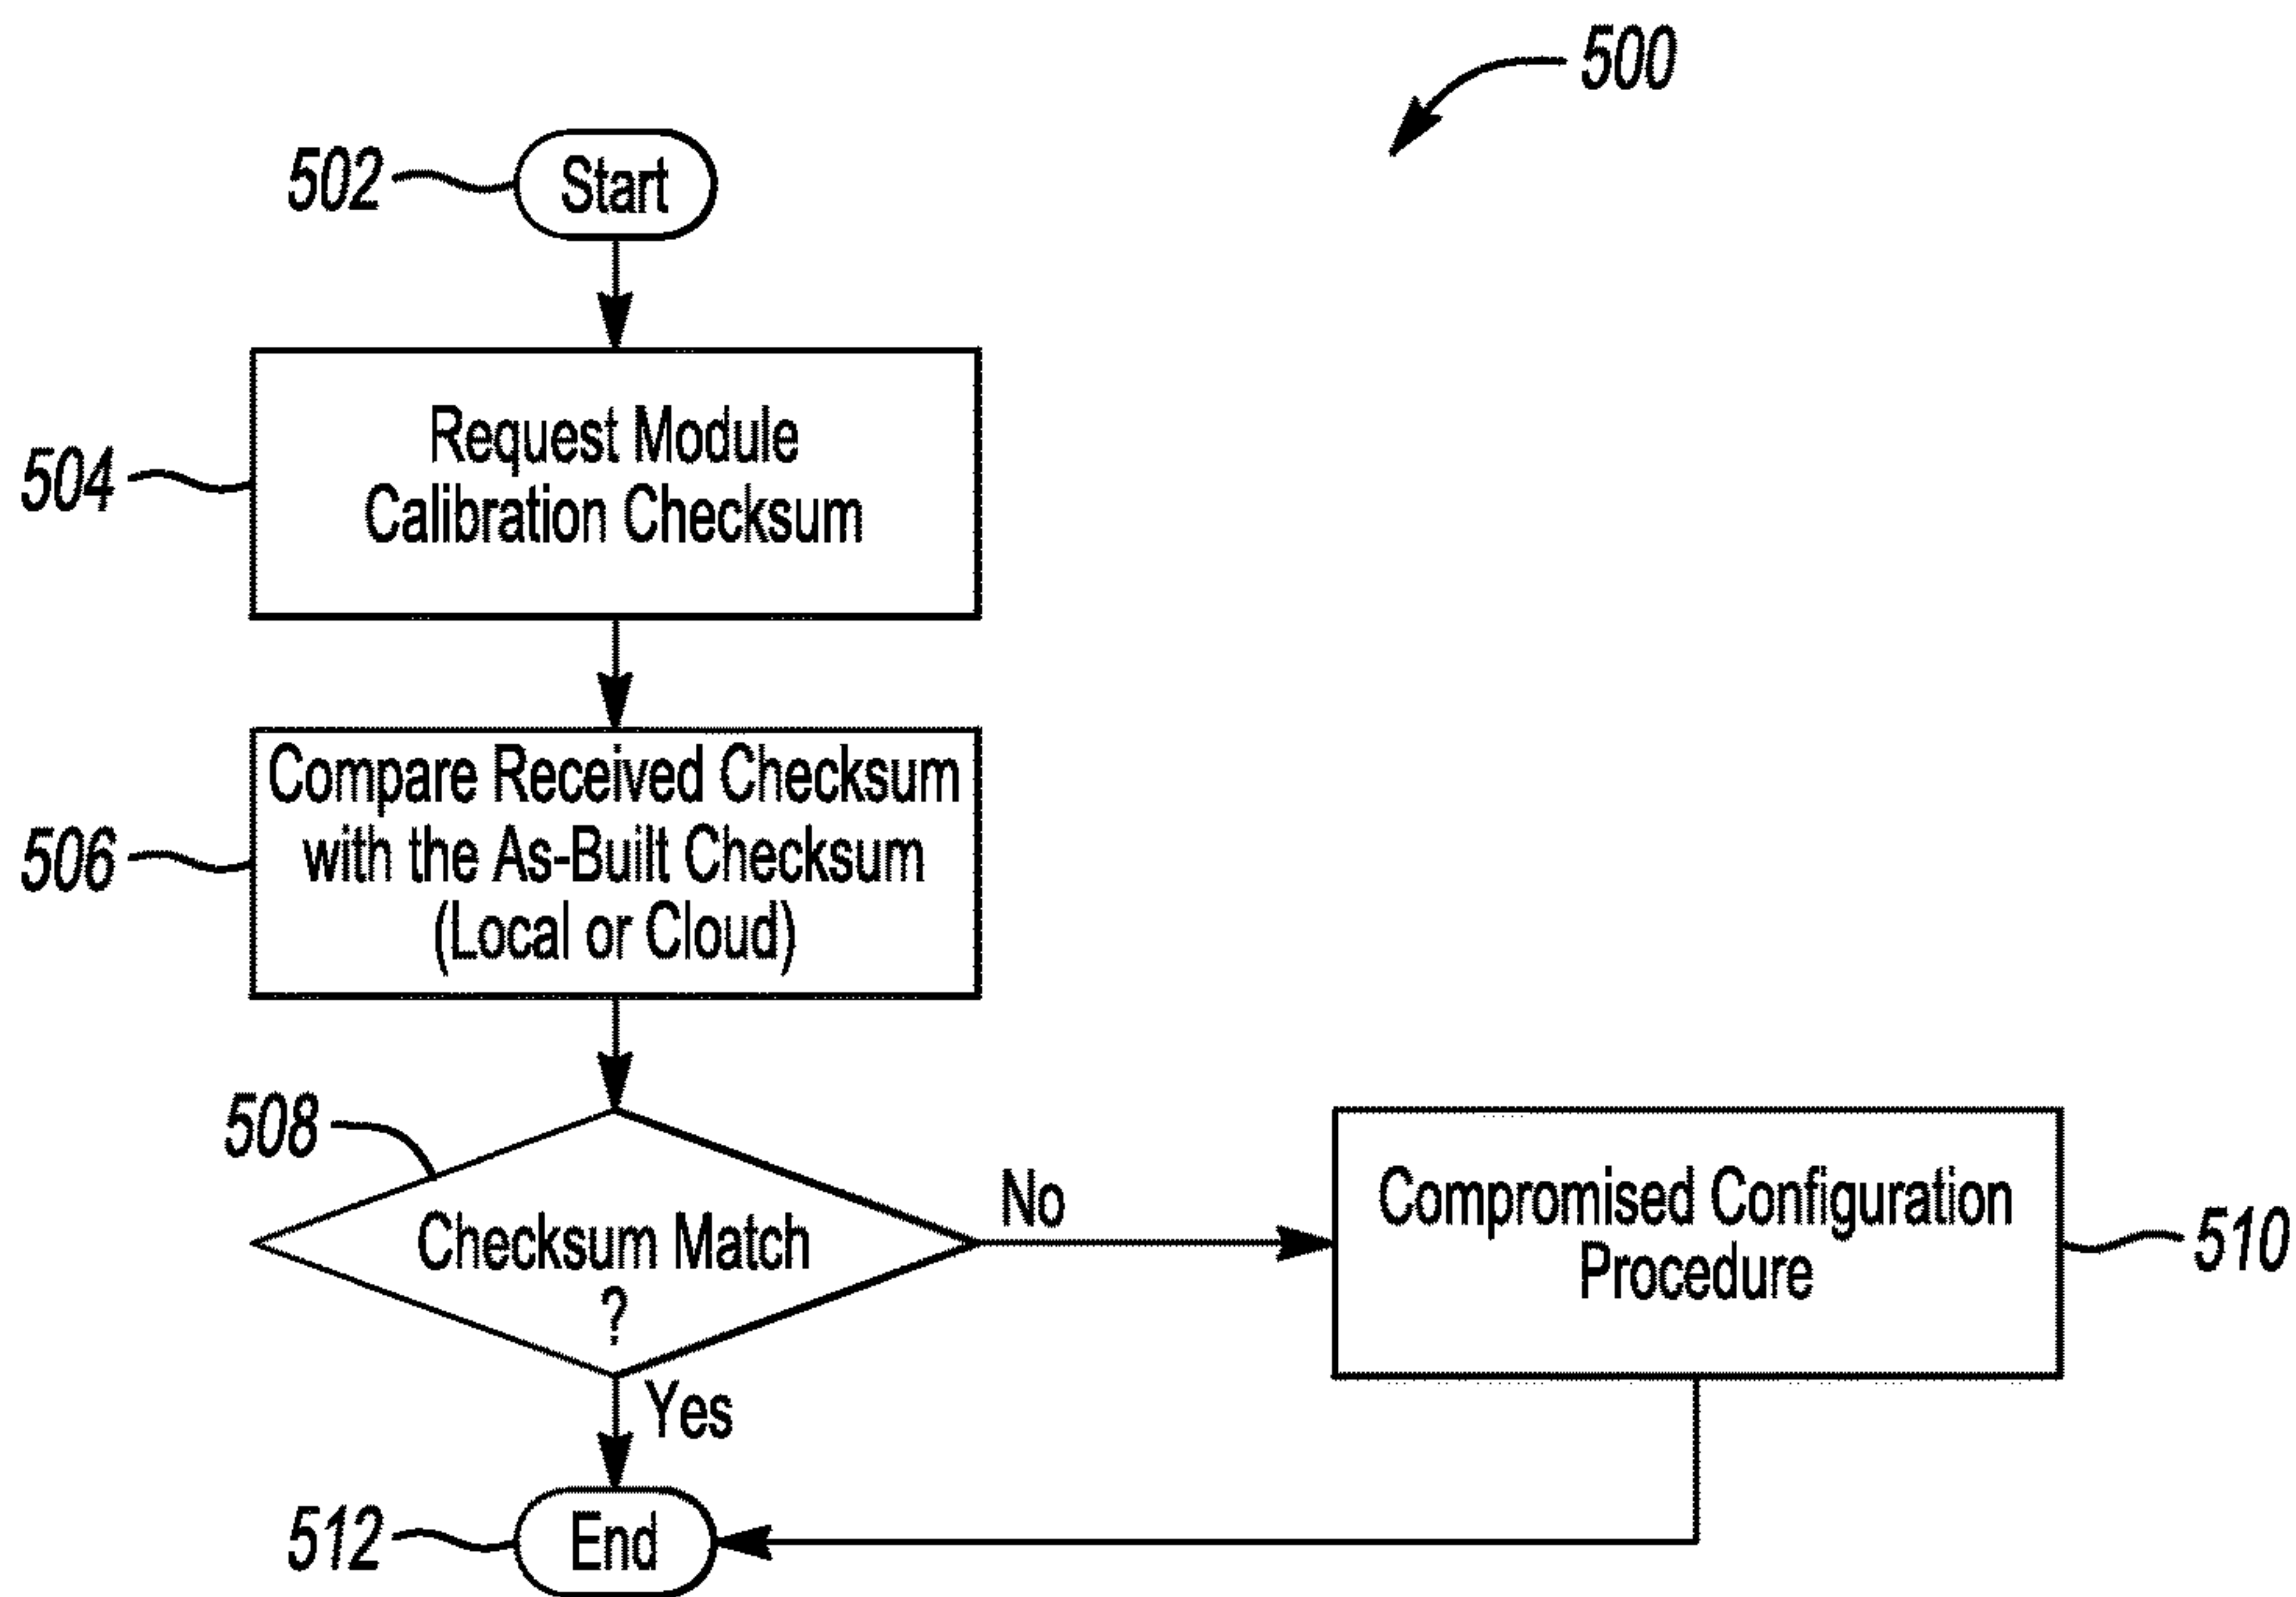 500
502
Start
504
Request Module
Calibration Checksum
506
Compare Received Checksum
with the As-Built Checksum
(Local or Cloud)
508
Checksum Match
?
No
Compromised Configuration
Procedure
510
Yes
512
End